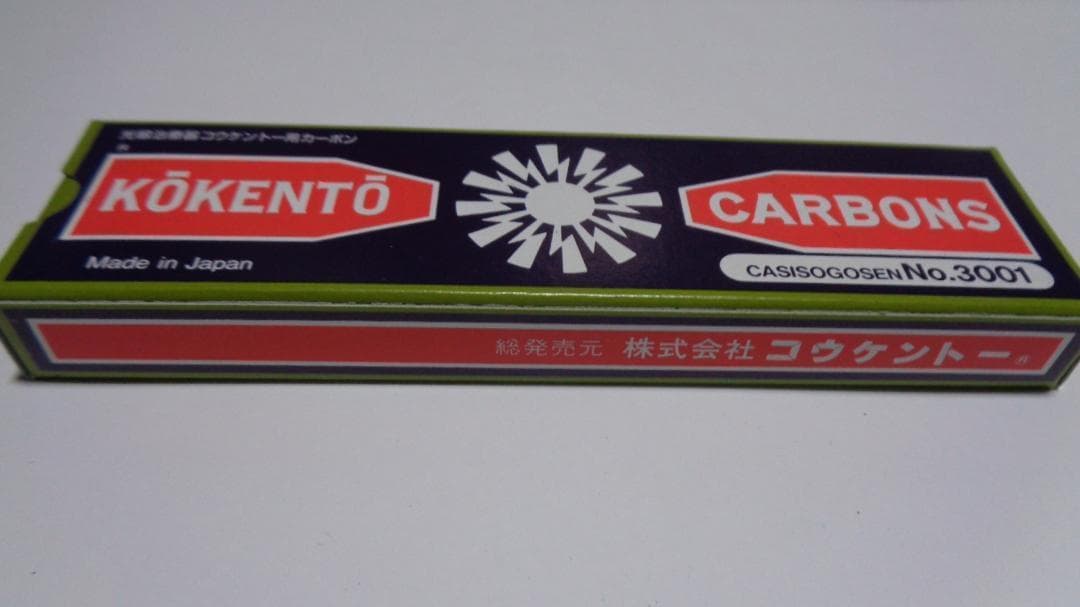 光線治療器コウケントー用カーボン
KŌKENTŌ
CARBONS
Made in Japan
CASISOGOSEN No.3001
総発売元 株式会社 コウケントー